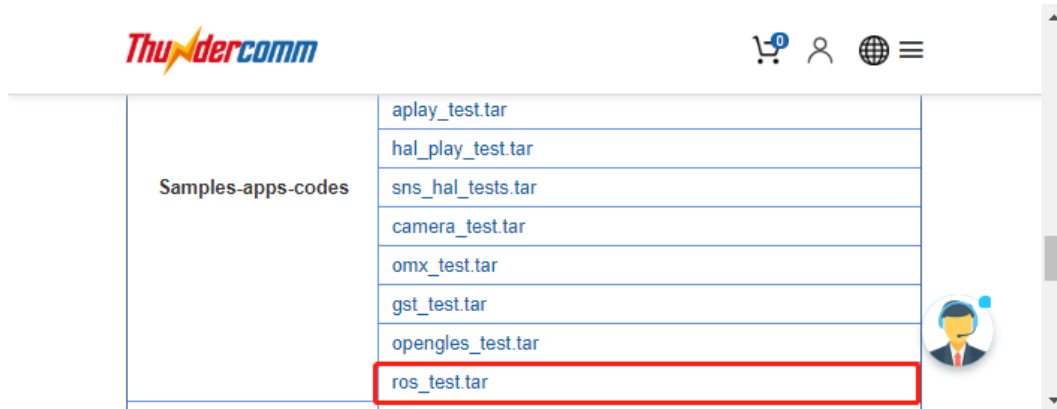 Thundercomm
0
aplay_test.tar
hal_play_test.tar
Samples-apps-codes
sns_hal_tests.tar
camera_test.tar
omx_test.tar
gst_test.tar
opengles_test.tar
ros_test.tar